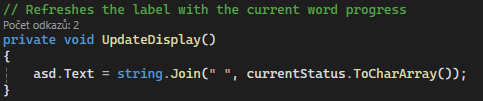 // Refreshes the label with the current word progress
Počet odkazů: 2
private void UpdateDisplay()
{
asd.Text = string.Join(" ", currentStatus.ToCharArray());
}